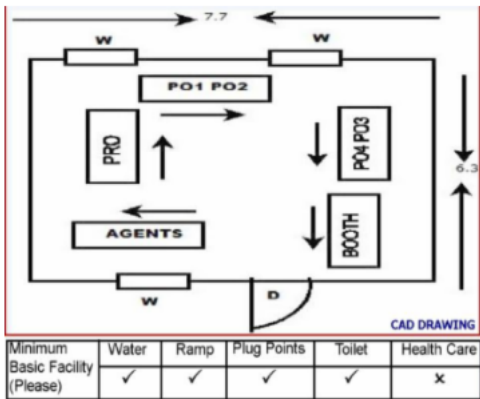 7.7
W W
PO1 PO2
PRO
PO4 PO3
6.3
AGENTS
BOOTH
W
D
CAD DRAWING
Minimum Basic Facility (Please) Water Ramp Plug Points Toilet Health Care
✓ ✓ ✓ ✓ x